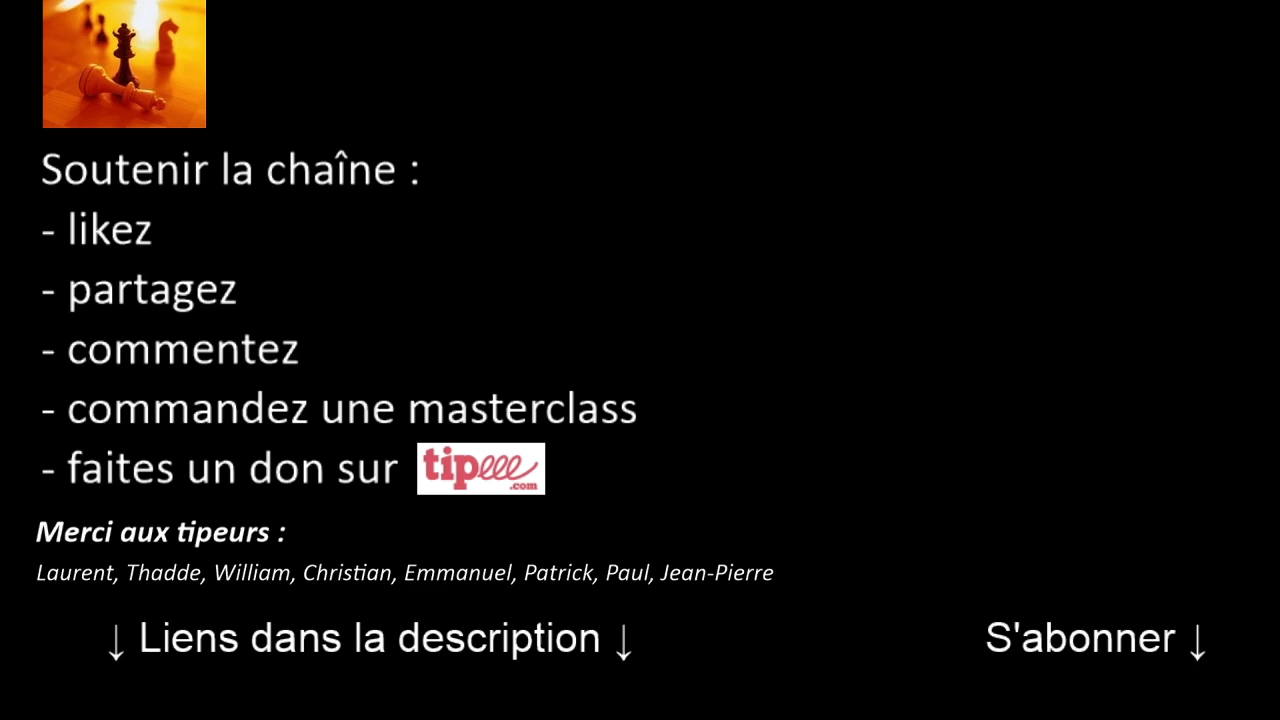 Soutenir la chaîne :
- likez
- partagez
- commentez
- commandez une masterclass
- faites un don sur tipeee.com
Merci aux tipeurs :
Laurent, Thadde, William, Christian, Emmanuel, Patrick, Paul, Jean-Pierre
↓ Liens dans la description ↓ S'abonner ↓